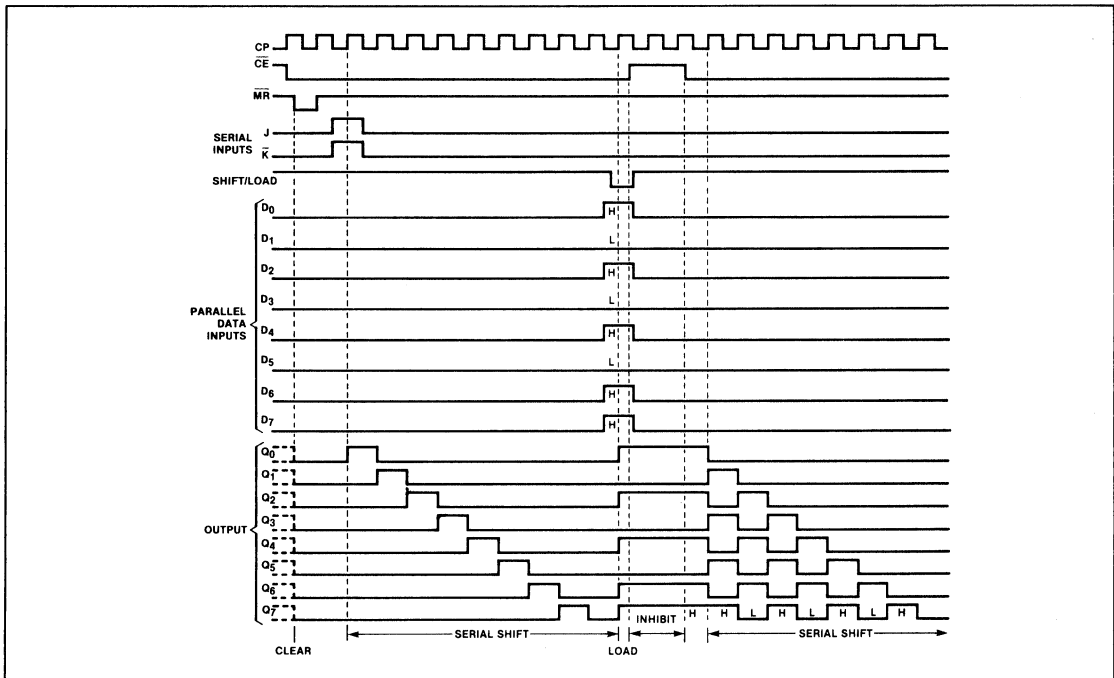 CP
CE
MR
J
SERIAL
INPUTS
K
SHIFT/LOAD
D0
H
D1
L
D2
H
D3
L
PARALLEL
DATA
INPUTS
D4
H
D5
L
D6
H
D7
H
Q0
Q1
Q2
Q3
OUTPUT
Q4
Q5
Q6
Q7
INHIBIT
H H L H L H L H
SERIAL SHIFT
SERIAL SHIFT
CLEAR
LOAD